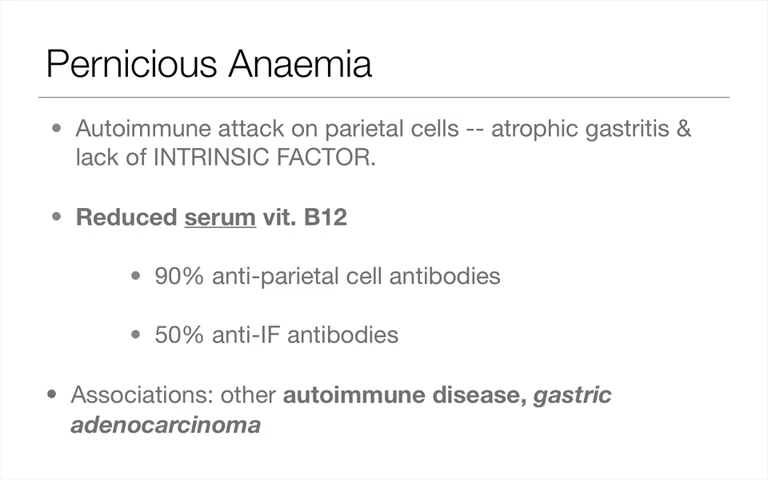 Pernicious Anaemia
• Autoimmune attack on parietal cells -- atrophic gastritis &
lack of INTRINSIC FACTOR.
• Reduced serum vit. B12
• 90% anti-parietal cell antibodies
• 50% anti-IF antibodies
• Associations: other autoimmune disease, gastric
adenocarcinoma